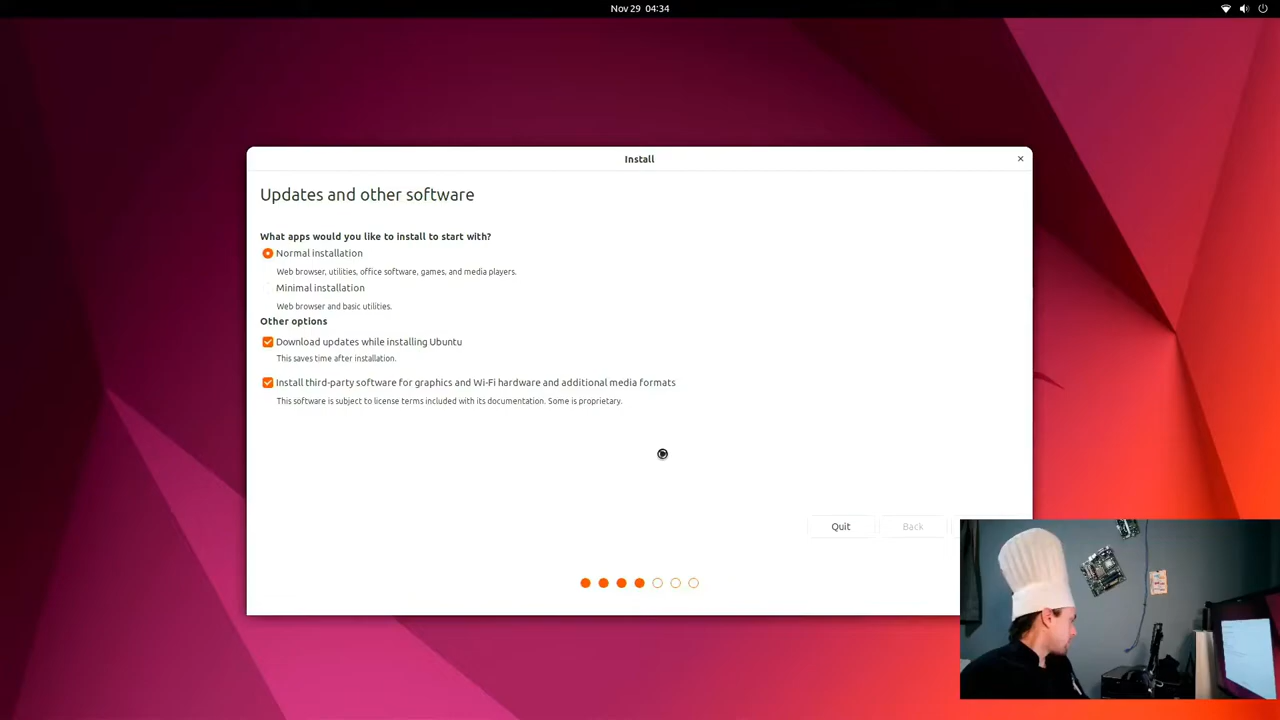 Nov 29 04:34
Install
Updates and other software
What apps would you like to install to start with?
Normal installation
Web browser, utilities, office software, games, and media players.
Minimal installation
Web browser and basic utilities.
Other options
Download updates while installing Ubuntu
This saves time after installation.
Install third-party software for graphics and Wi-Fi hardware and additional media formats
This software is subject to license terms included with its documentation. Some is proprietary.
Quit
Back